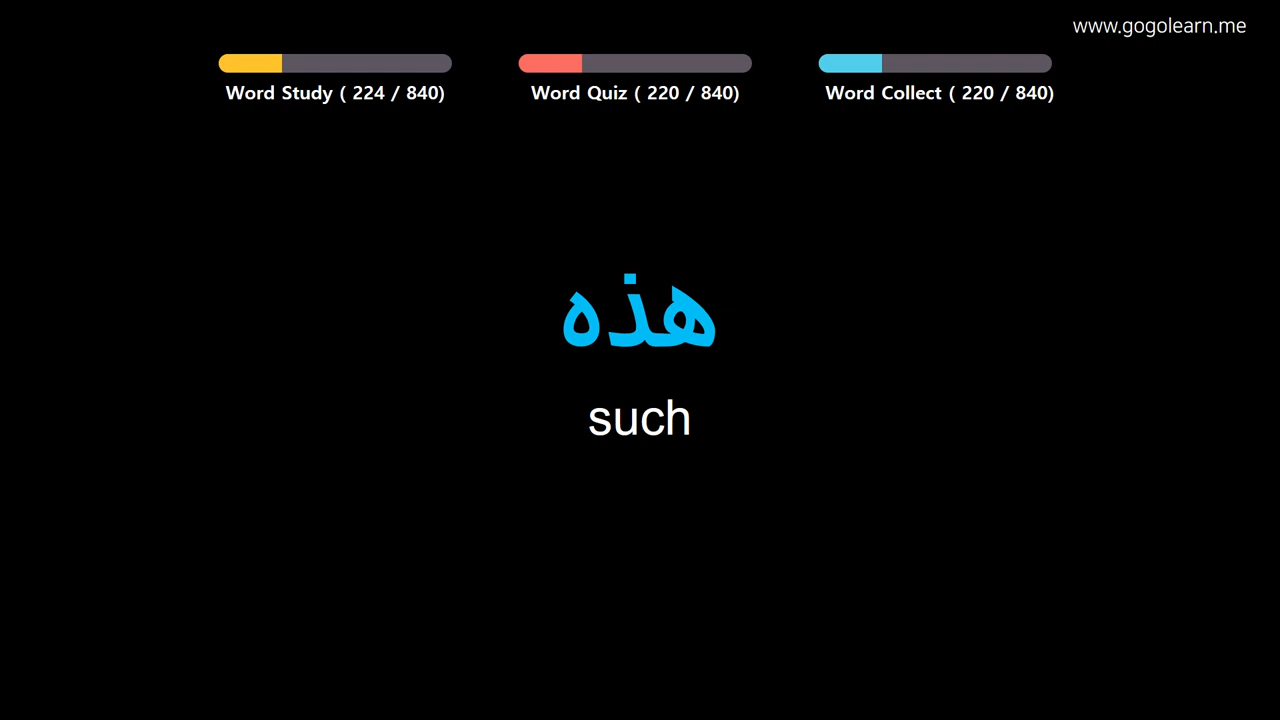 www.gogolearn.me
Word Study ( 224 / 840)
Word Quiz ( 220 / 840)
Word Collect ( 220 / 840)
هذه
such